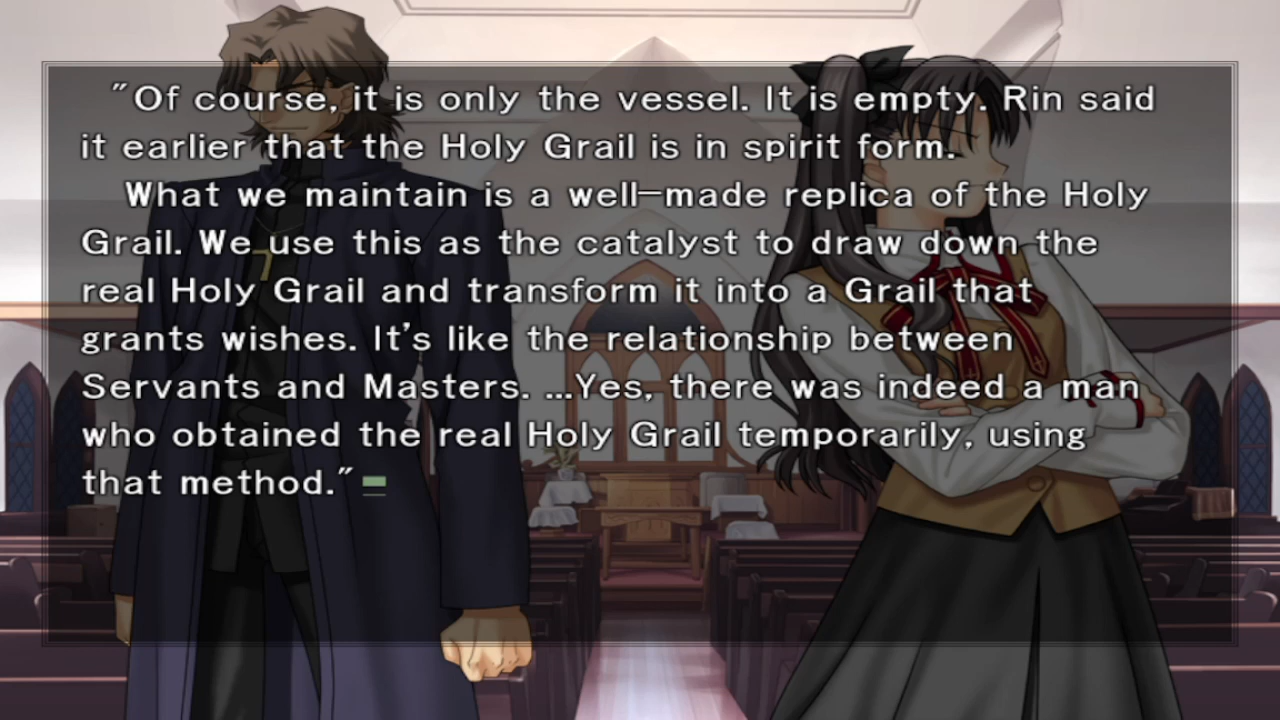 "Of course, it is only the vessel. It is empty. Rin said
it earlier that the Holy Grail is in spirit form.
What we maintain is a well—made replica of the Holy
Grail. We use this as the catalyst to draw down the
real Holy Grail and transform it into a Grail that
grants wishes. It's like the relationship between
Servants and Masters. ...Yes, there was indeed a man
who obtained the real Holy Grail temporarily, using
that method."